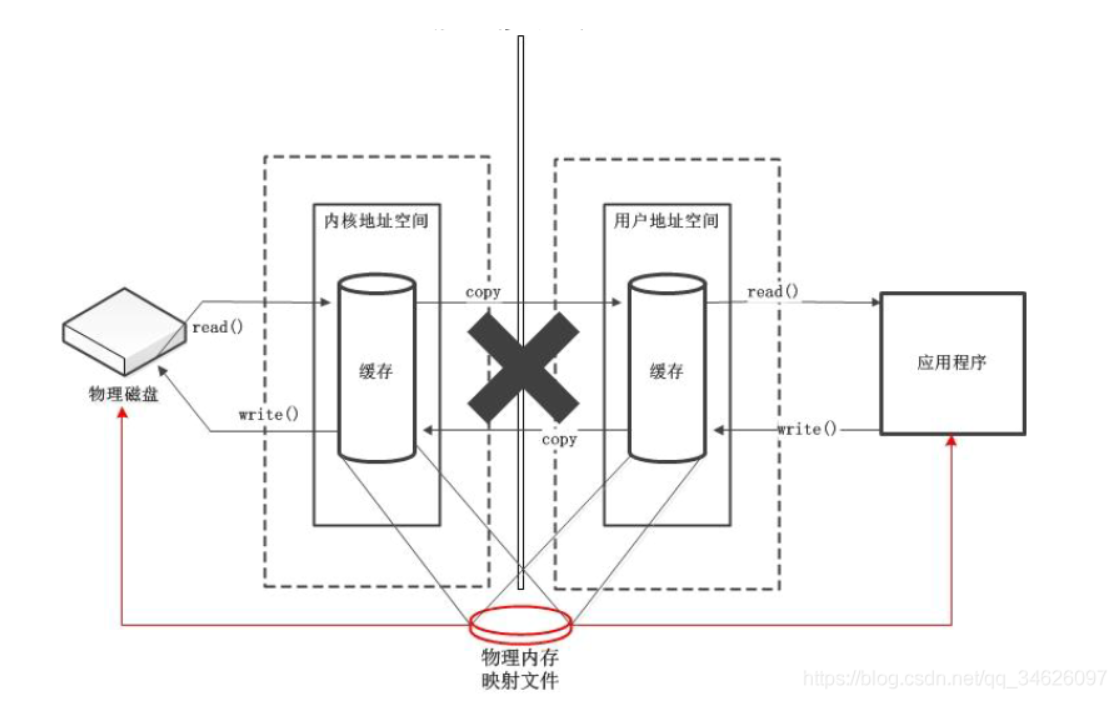 内核地址空间
用户地址空间
copy
read()
read()
缓存
缓存
应用程序
物理磁盘
write()
copy
write()
物理内存
映射文件
https://blog.csdn.net/qq_34626097